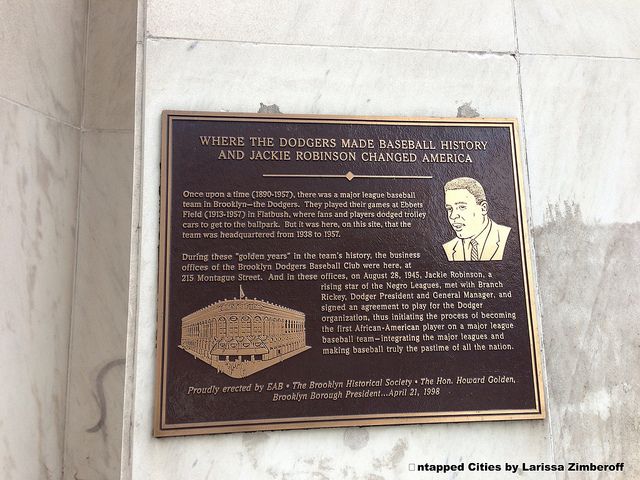 WHERE THE DODGERS MADE BASEBALL HISTORY
AND JACKIE ROBINSON CHANGED AMERICA
Once upon a time (1890-1957), there was a major league baseball
team in Brooklyn—the Dodgers. They played their games at Ebbets
Field (1913-1957) in Flatbush, where fans and players dodged trolley
cars to get to the ballpark. But it was here, on this site, that the
team was headquartered from 1938 to 1957.
During these "golden years" in the team's history, the business
offices of the Brooklyn Dodgers Baseball Club were here, at
215 Montague Street. And in these offices, on August 28, 1945, Jackie Robinson, a
rising star of the Negro Leagues, met with Branch
Rickey, Dodger President and General Manager, and
signed an agreement to play for the Dodger
organization, thus initiating the process of becoming
the first African-American player on a major league
baseball team—integrating the major leagues and
making baseball truly the pastime of all the nation.
Proudly erected by EAB • The Brooklyn Historical Society • The Hon. Howard Golden,
Brooklyn Borough President...April 21, 1998
ntapped Cities by Larissa Zimberoff